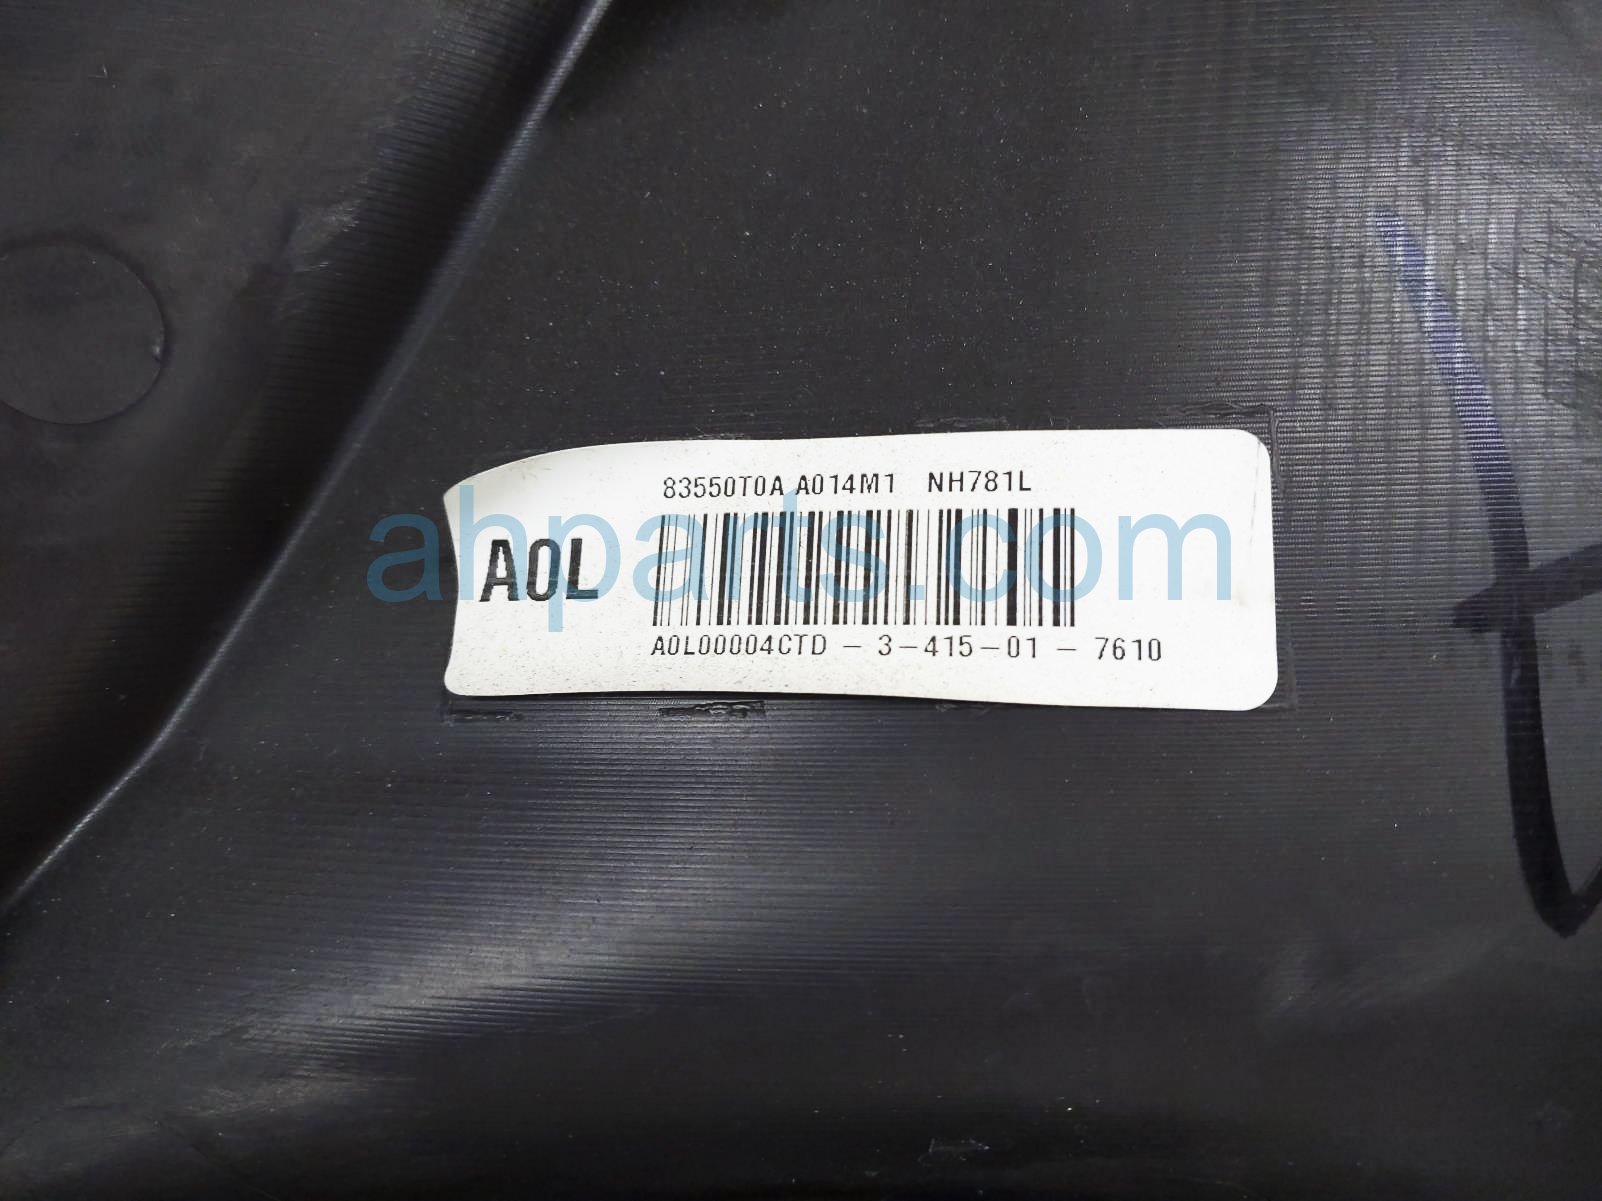 83550T0A A014M1 NH781L
A0L
A0L00004CTD - 3-415-01 - 7610
ahparts.com